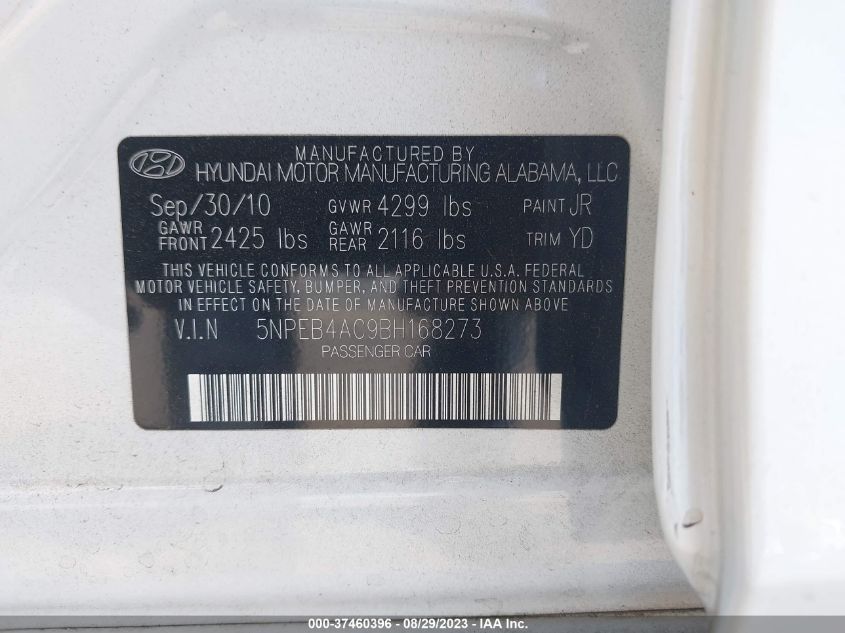 MANUFACTURED BY
HYUNDAI MOTOR MANUFACTURING ALABAMA, LLC
Sep/30/10 GVWR 4299 lbs PAINT JR
GAWR FRONT 2425 lbs GAWR REAR 2116 lbs TRIM YD
THIS VEHICLE CONFORMS TO ALL APPLICABLE U.S.A. FEDERAL
MOTOR VEHICLE SAFETY, BUMPER, AND THEFT PREVENTION STANDARDS
IN EFFECT ON THE DATE OF MANUFACTURE SHOWN ABOVE
V.I.N 5NPEB4AC9BH168273
PASSENGER CAR
000-37460396 - 08/29/2023 - IAA Inc.